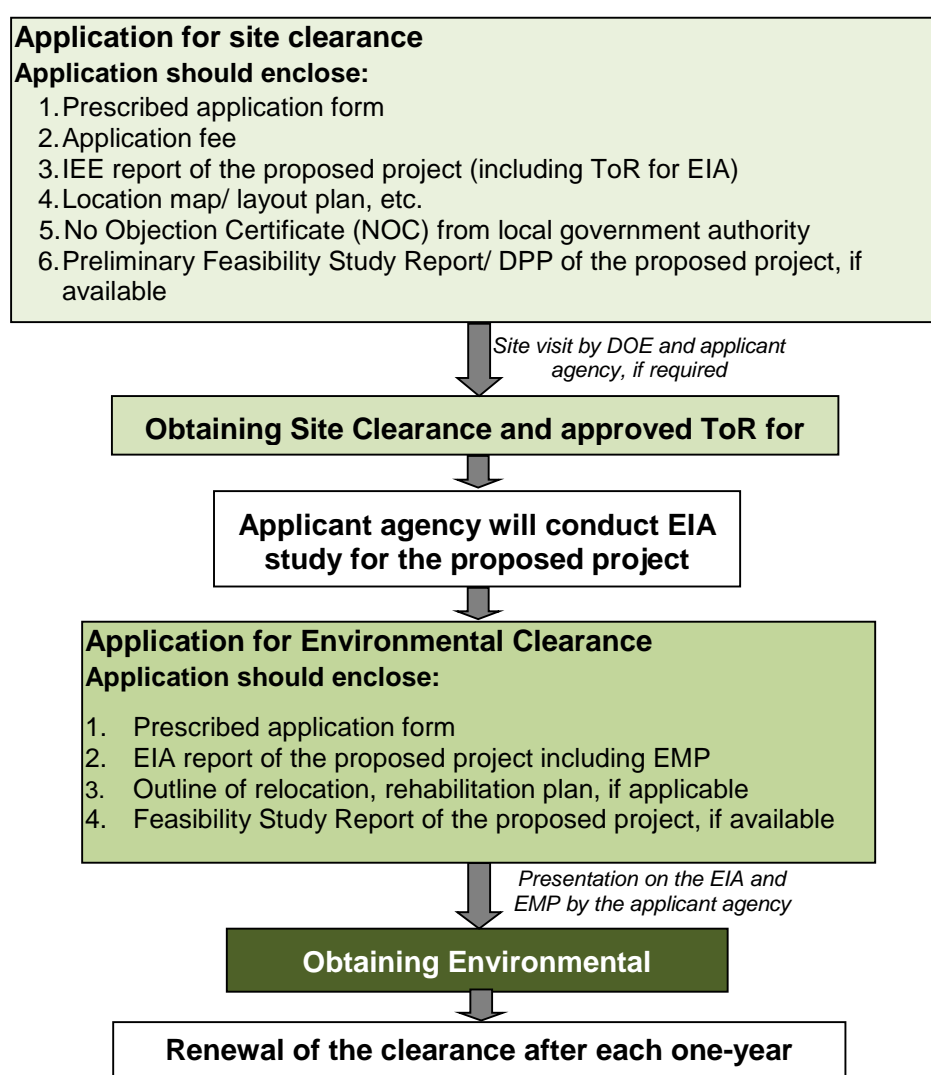 Application for site clearance
Application should enclose:
1. Prescribed application form
2. Application fee
3. IEE report of the proposed project (including ToR for EIA)
4. Location map/ layout plan, etc.
5. No Objection Certificate (NOC) from local government authority
6. Preliminary Feasibility Study Report/ DPP of the proposed project, if
available
Site visit by DOE and applicant
agency, if required
Obtaining Site Clearance and approved ToR for
Applicant agency will conduct EIA
study for the proposed project
Application for Environmental Clearance
Application should enclose:
1. Prescribed application form
2. EIA report of the proposed project including EMP
3. Outline of relocation, rehabilitation plan, if applicable
4. Feasibility Study Report of the proposed project, if available
Presentation on the EIA and
EMP by the applicant agency
Obtaining Environmental
Renewal of the clearance after each one-year